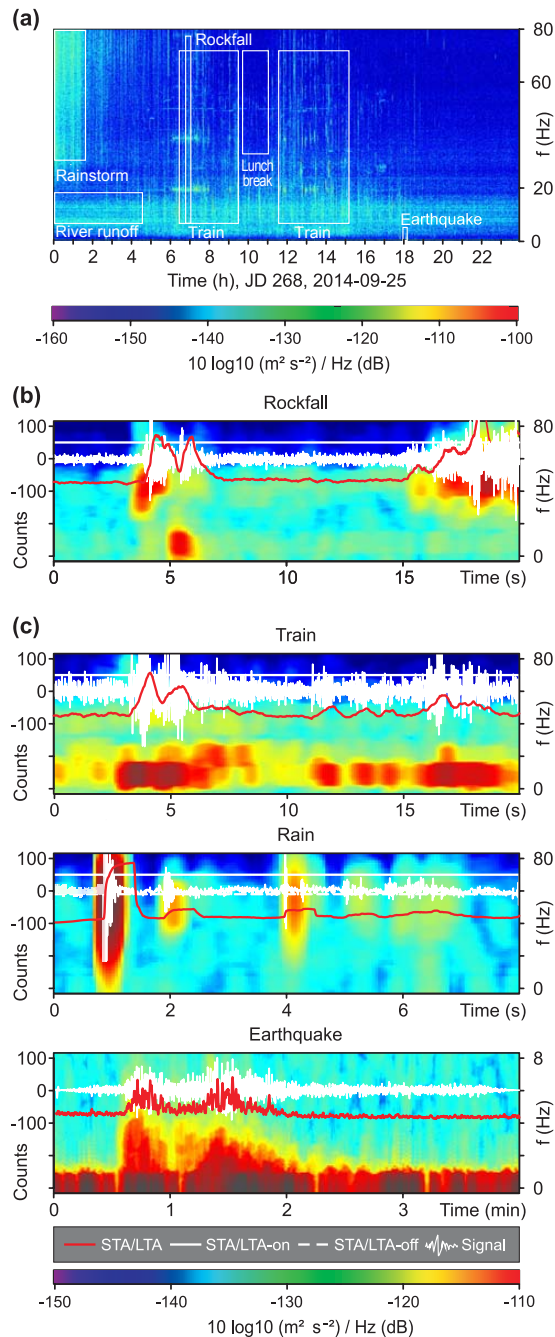 (a)
80
60
40
20
0
f (Hz)
Rockfall
Rainstorm
Lunch
break
River runoff
Train
Train
Earthquake
0 2 4 6 8 10 12 14 16 18 20 22
Time (h), JD 268, 2014-09-25
-160 -150 -140 -130 -120 -110 -100
10 log10 (m² s⁻²) / Hz (dB)
(b)
Rockfall
100
0
-100
Counts
80
0
f (Hz)
0 5 10 15 Time (s)
(c)
Train
100
0
-100
Counts
80
0
f (Hz)
0 5 10 15 Time (s)
Rain
100
0
-100
Counts
80
0
f (Hz)
0 2 4 6 Time (s)
Earthquake
100
0
-100
Counts
8
0
f (Hz)
0 1 2 3 Time (min)
STA/LTA STA/LTA-on STA/LTA-off Signal
-150 -140 -130 -120 -110
10 log10 (m² s⁻²) / Hz (dB)